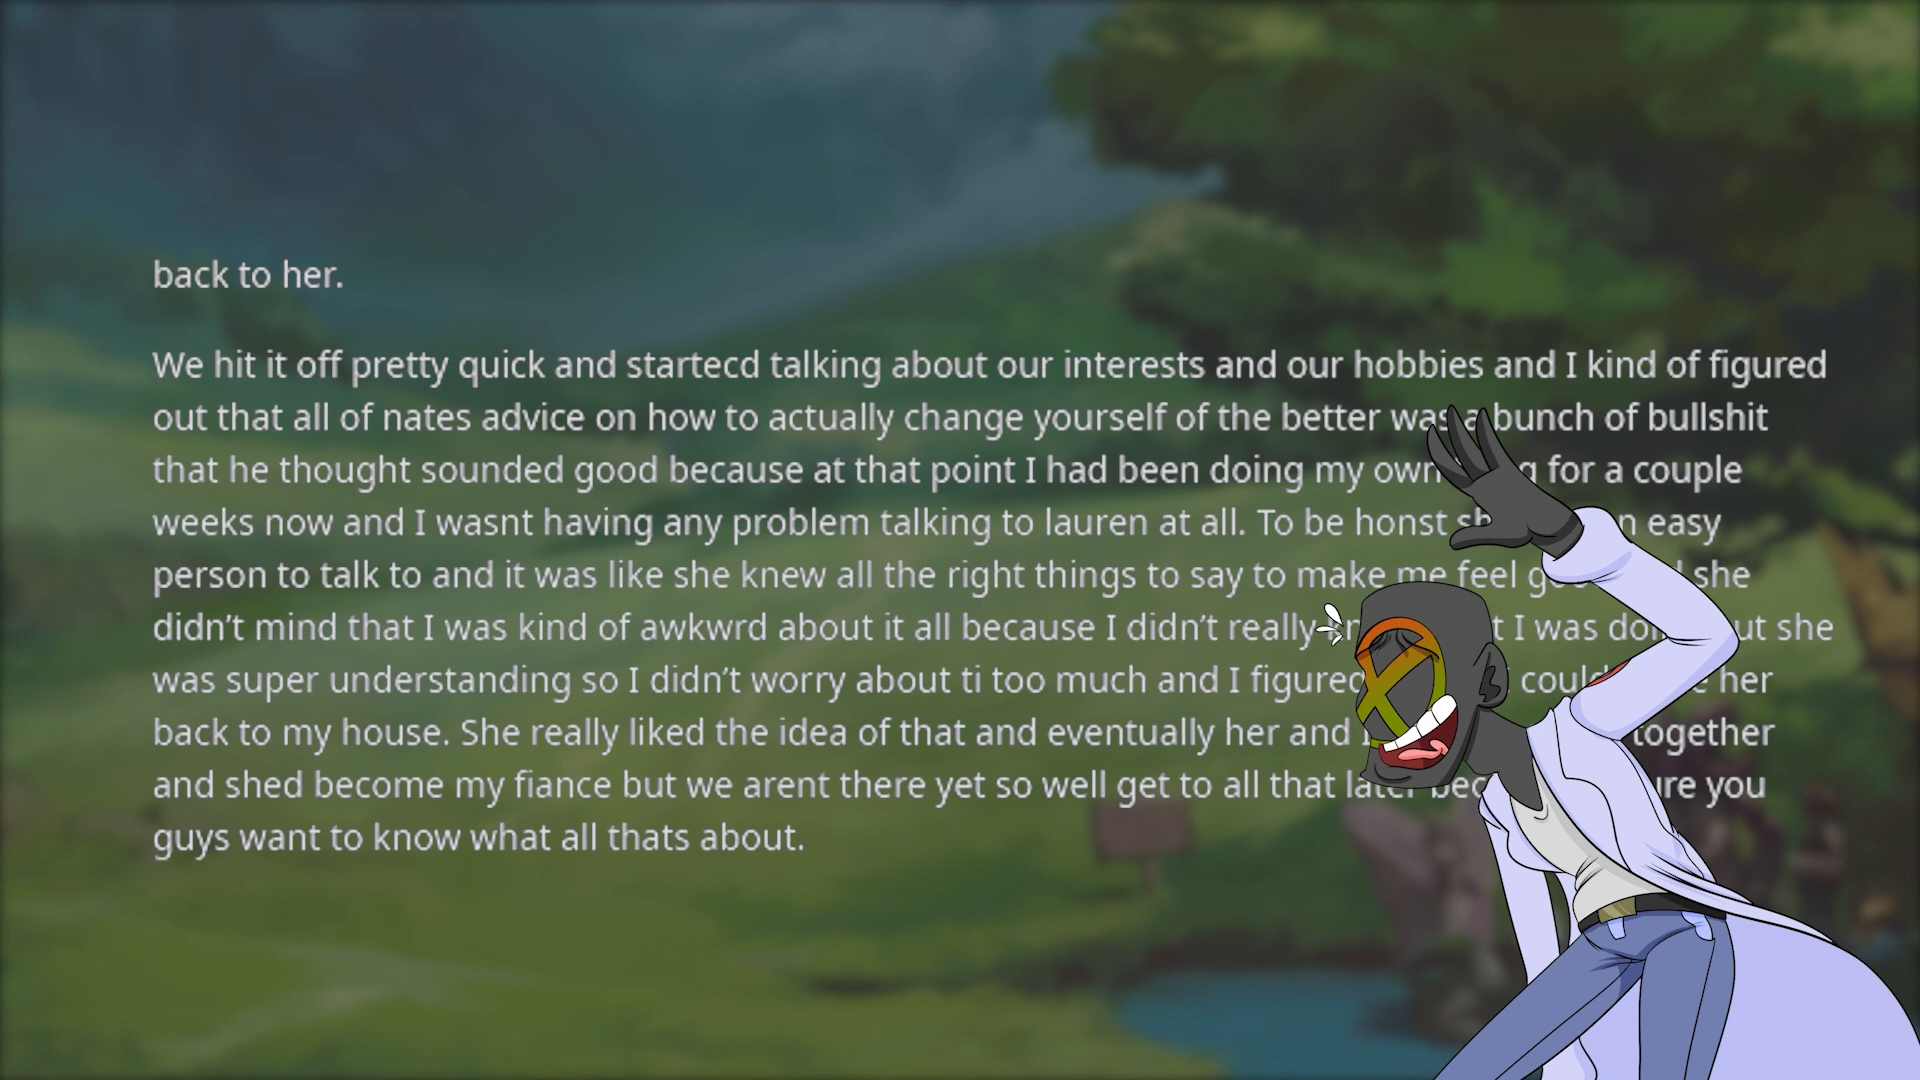 back to her.
We hit it off pretty quick and startecd talking about our interests and our hobbies and I kind of figured
out that all of nates advice on how to actually change yourself of the better was a bunch of bullshit
that he thought sounded good because at that point I had been doing my own for a couple
weeks now and I wasnt having any problem talking to lauren at all. To be honst easy
person to talk to and it was like she knew all the right things to say to make me feel she
didn’t mind that I was kind of awkwrd about it all because I didn’t really I was she
was super understanding so I didn’t worry about ti too much and I figured her
back to my house. She really liked the idea of that and eventually her and together
and shed become my fiance but we arent there yet so well get to all that later you
guys want to know what all thats about.